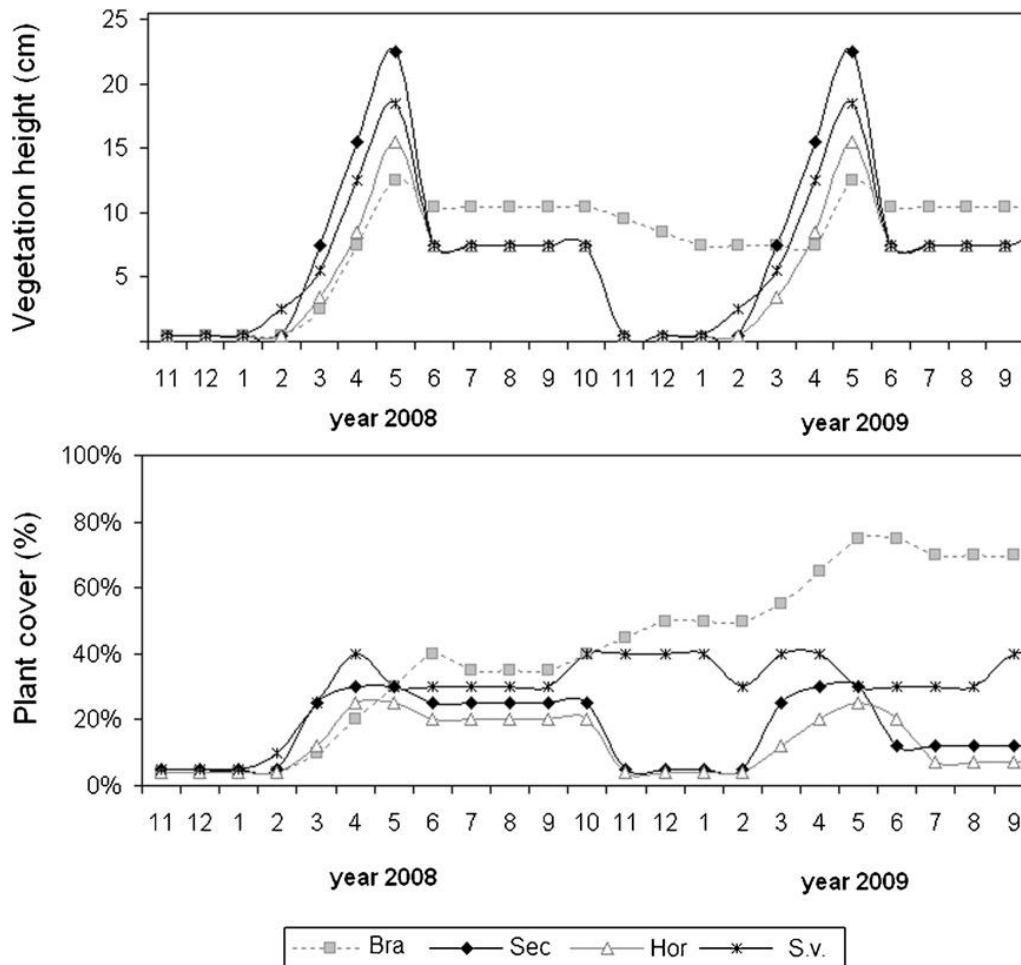 Vegetation height (cm)
25
20
15
10
5
11 12 1 2 3 4 5 6 7 8 9 10 11 12 1 2 3 4 5 6 7 8 9
year 2008 year 2009
Plant cover (%)
100%
80%
60%
40%
20%
0%
11 12 1 2 3 4 5 6 7 8 9 10 11 12 1 2 3 4 5 6 7 8 9
year 2008 year 2009
Bra Sec Hor S.v.